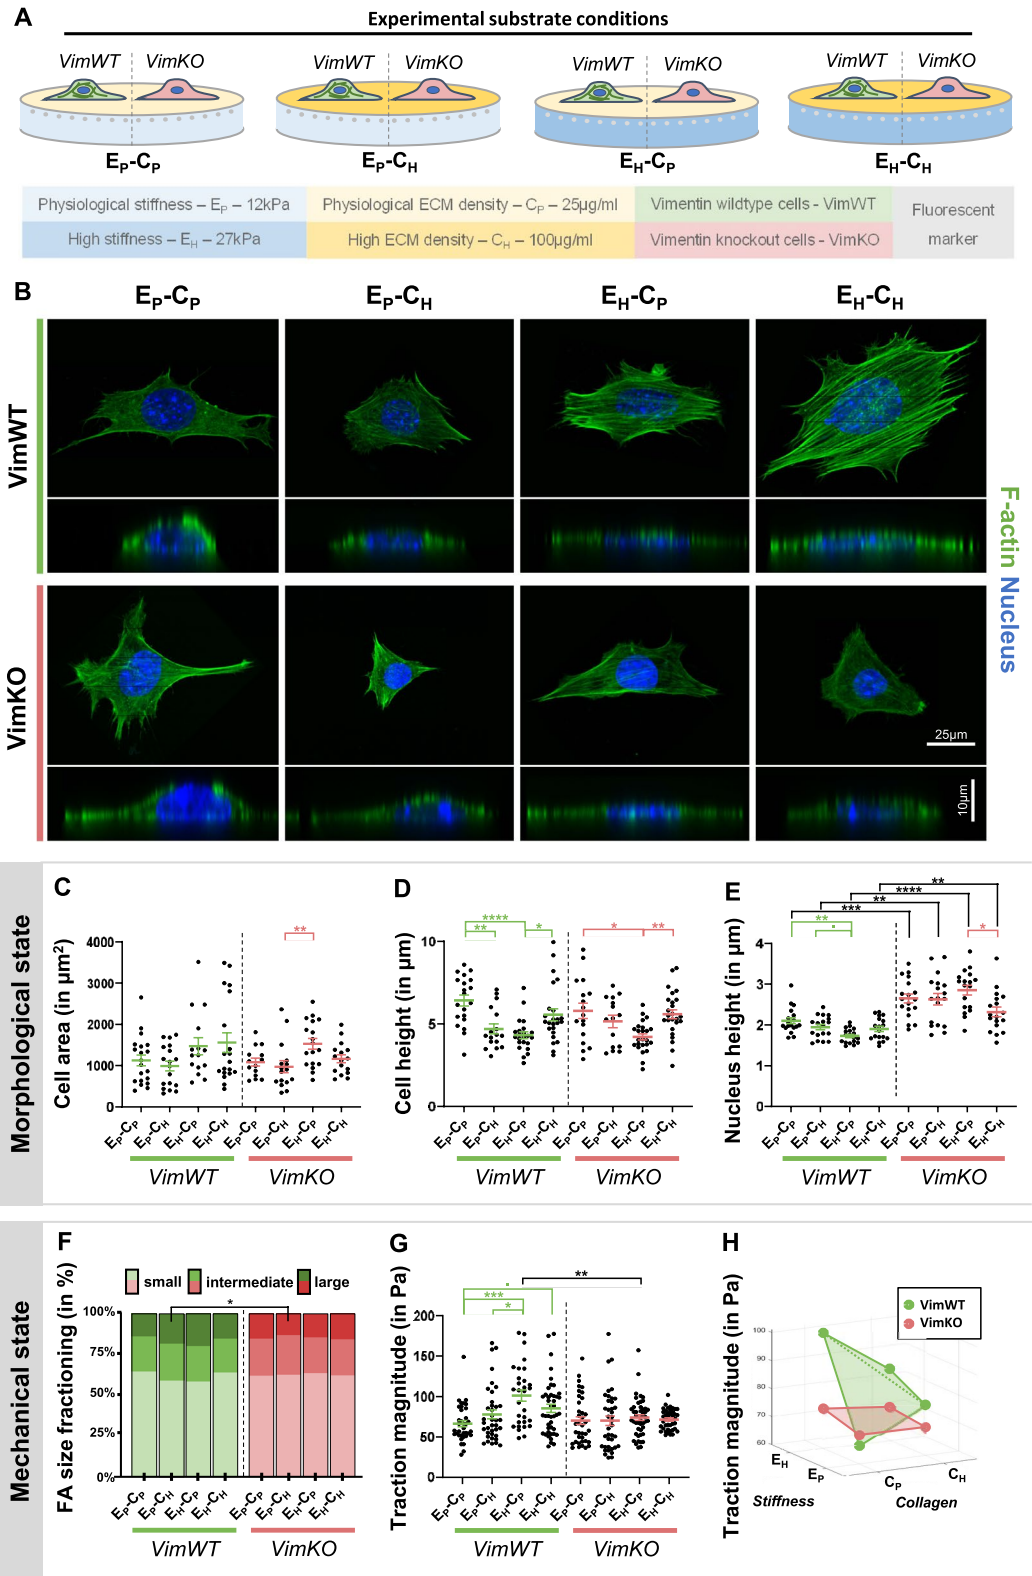 A
Experimental substrate conditions
VimWT VimKO VimWT VimKO VimWT VimKO VimWT VimKO
EP-CP EP-CH EH-CP EH-CH
Physiological stiffness – EP – 12kPa Physiological ECM density – CP – 25µg/ml Vimentin wildtype cells - VimWT Fluorescent marker
High stiffness – EH – 27kPa High ECM density – CH – 100µg/ml Vimentin knockout cells - VimKO
B
EP-CP EP-CH EH-CP EH-CH
VimWT
VimKO
F-actin Nucleus
25µm
10µm
Morphological state
C
Cell area (in µm2)
4000
3000
2000
1000
0
**
EP-CP EP-CH EH-CP EH-CH EP-CP EP-CH EH-CP EH-CH
VimWT VimKO
D
Cell height (in µm)
10
5
0
****
** *
* **
EP-CP EP-CH EH-CP EH-CH EP-CP EP-CH EH-CP EH-CH
VimWT VimKO
E
Nucleus height (in µm)
4
3
2
1
0
**
****
**
***
**
*
EP-CP EP-CH EH-CP EH-CH EP-CP EP-CH EH-CP EH-CH
VimWT VimKO
Mechanical state
F
FA size fractioning (in %)
small intermediate large
*
100%
75%
50%
25%
0%
EP-CP EP-CH EH-CP EH-CH EP-CP EP-CH EH-CP EH-CH
VimWT VimKO
G
Traction magnitude (in Pa)
200
150
100
50
0
**
***
*
EP-CP EP-CH EH-CP EH-CH EP-CP EP-CH EH-CP EH-CH
VimWT VimKO
H
Traction magnitude (in Pa)
VimWT
VimKO
100
90
80
70
60
EH
EP
CP
CH
Stiffness Collagen